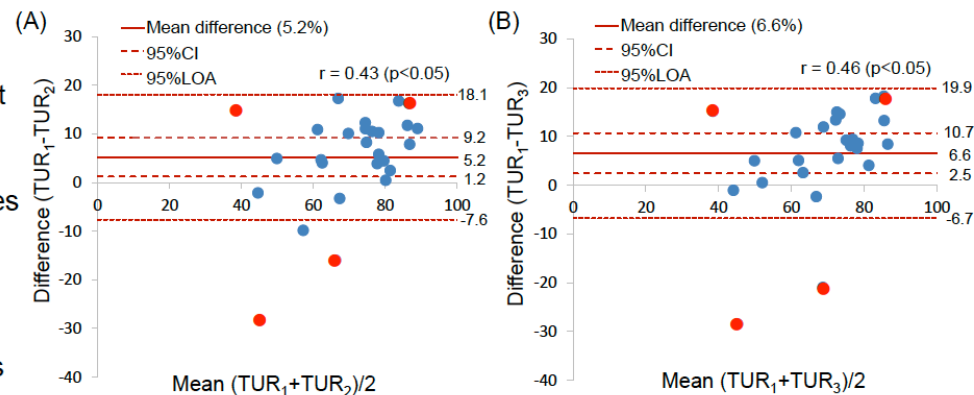 t
es
s
(A)
Mean difference (5.2%)
95%CI
95%LOA
r = 0.43 (p<0.05)
Difference (TUR1-TUR2)
30
20
10
0
-10
-20
-30
-40
0
20
40
60
80
100
18.1
9.2
5.2
1.2
-7.6
Mean (TUR1+TUR2)/2
(B)
Mean difference (6.6%)
95%CI
95%LOA
r = 0.46 (p<0.05)
Difference (TUR1-TUR3)
30
20
10
0
-10
-20
-30
-40
0
20
40
60
80
100
19.9
10.7
6.6
2.5
-6.7
Mean (TUR1+TUR3)/2